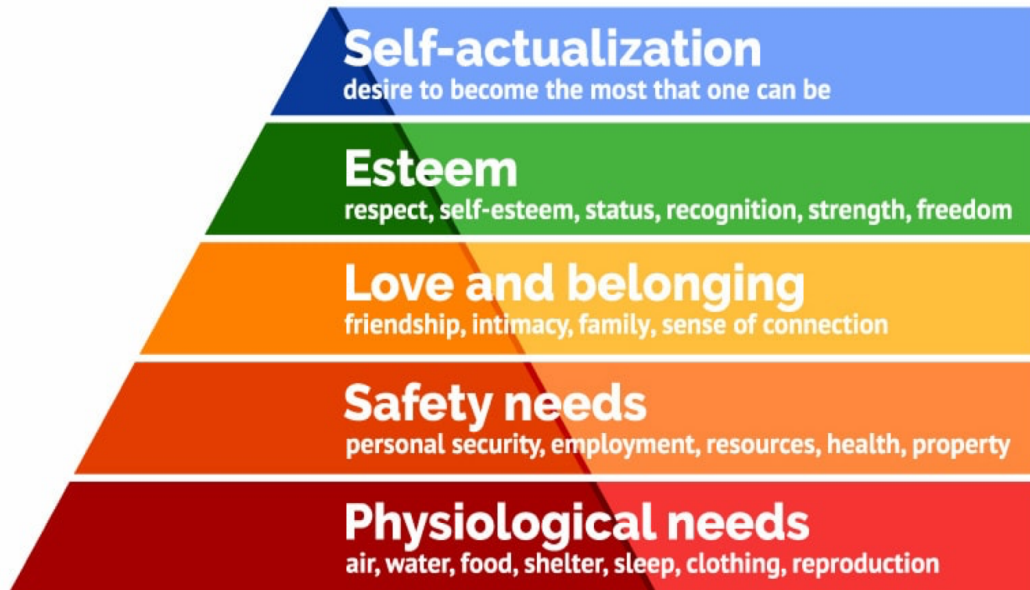 Self-actualization
desire to become the most that one can be
Esteem
respect, self-esteem, status, recognition, strength, freedom
Love and belonging
friendship, intimacy, family, sense of connection
Safety needs
personal security, employment, resources, health, property
Physiological needs
air, water, food, shelter, sleep, clothing, reproduction